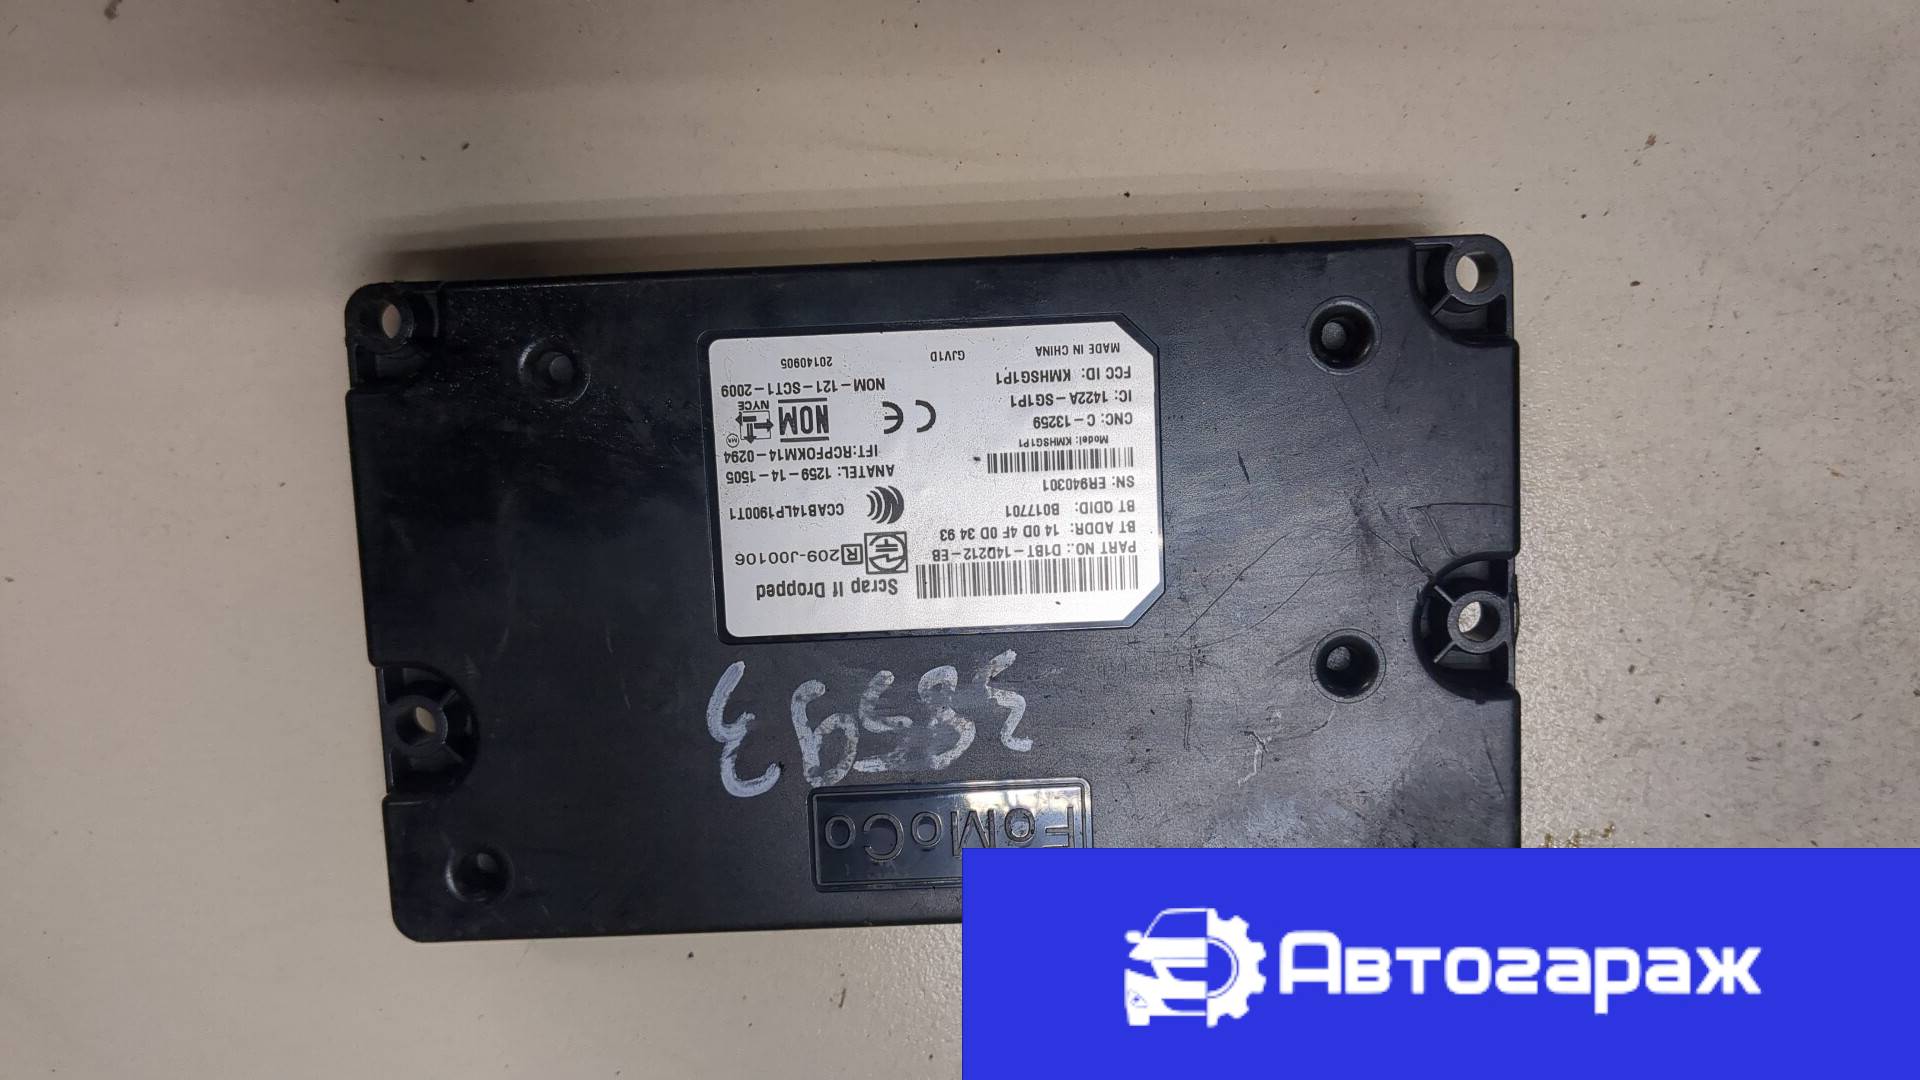 FoMoCo
Scrap If Dropped
PART NO.: D1BT-14D212-EB
R 209-J00106
BT ADDR: 14 0D 4F 0D 34 93
BT QDID: B017701
CCAB14LP1900T1
SN: ER940301
ANATEL: 1259-14-1505
Model: KMHSG1P1
IFT:RCPFOKM14-0294
CNC: C-13259
CE
NOM
NYCE
IC: 1422A-SG1P1
FCC ID: KMHSG1P1
NOM-121-SCT1-2009
MADE IN CHINA
GJV1D
20140905
Автогараж